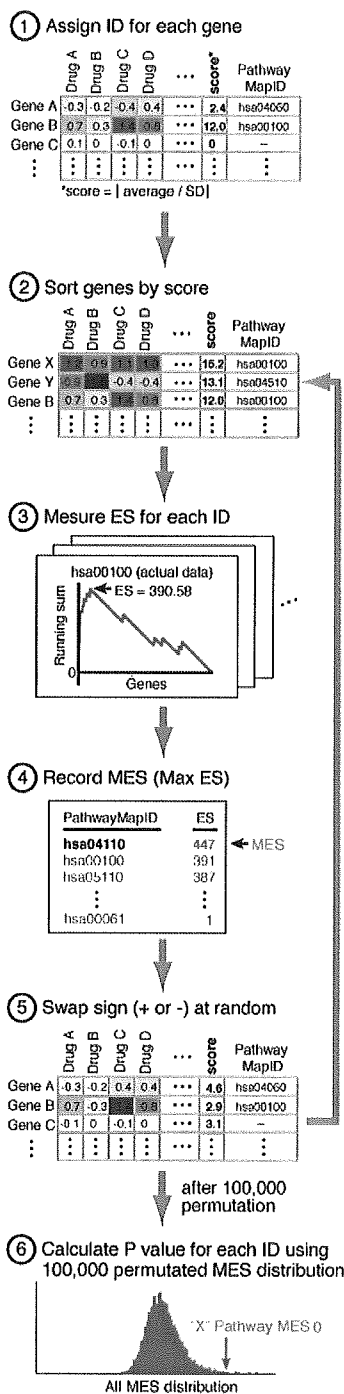 1 Assign ID for each gene
Drug A Drug B Drug C Drug D ... score* Pathway MapID
Gene A -0.3 -0.2 -0.4 0.4 ... 2.4 hsa04060
Gene B 0.7 0.3 ... 12.0 hsa00100
Gene C 0.1 0 -0.1 0 ... 0 –
*score = | average / SD|
2 Sort genes by score
Drug A Drug B Drug C Drug D ... score Pathway MapID
Gene X ... 15.2 hsa00100
Gene Y -0.4 -0.4 ... 13.1 hsa04510
Gene B 0.7 0.3 ... 12.0 hsa00100
3 Mesure ES for each ID
hsa00100 (actual data)
ES = 390.58
Running sum
0
Genes
...
4 Record MES (Max ES)
PathwayMapID ES
hsa04110 447 MES
hsa00100 391
hsa05110 387
hsa00061 1
5 Swap sign (+ or -) at random
Drug A Drug B Drug C Drug D ... score Pathway MapID
Gene A -0.3 -0.2 0.4 0.4 ... 4.6 hsa04060
Gene B -0.7 -0.3 ... 2.9 hsa00100
Gene C -0.1 0 -0.1 0 ... 3.1 –
after 100,000
permutation
6 Calculate P value for each ID using
100,000 permutated MES distribution
"X" Pathway MES 0
All MES distribution